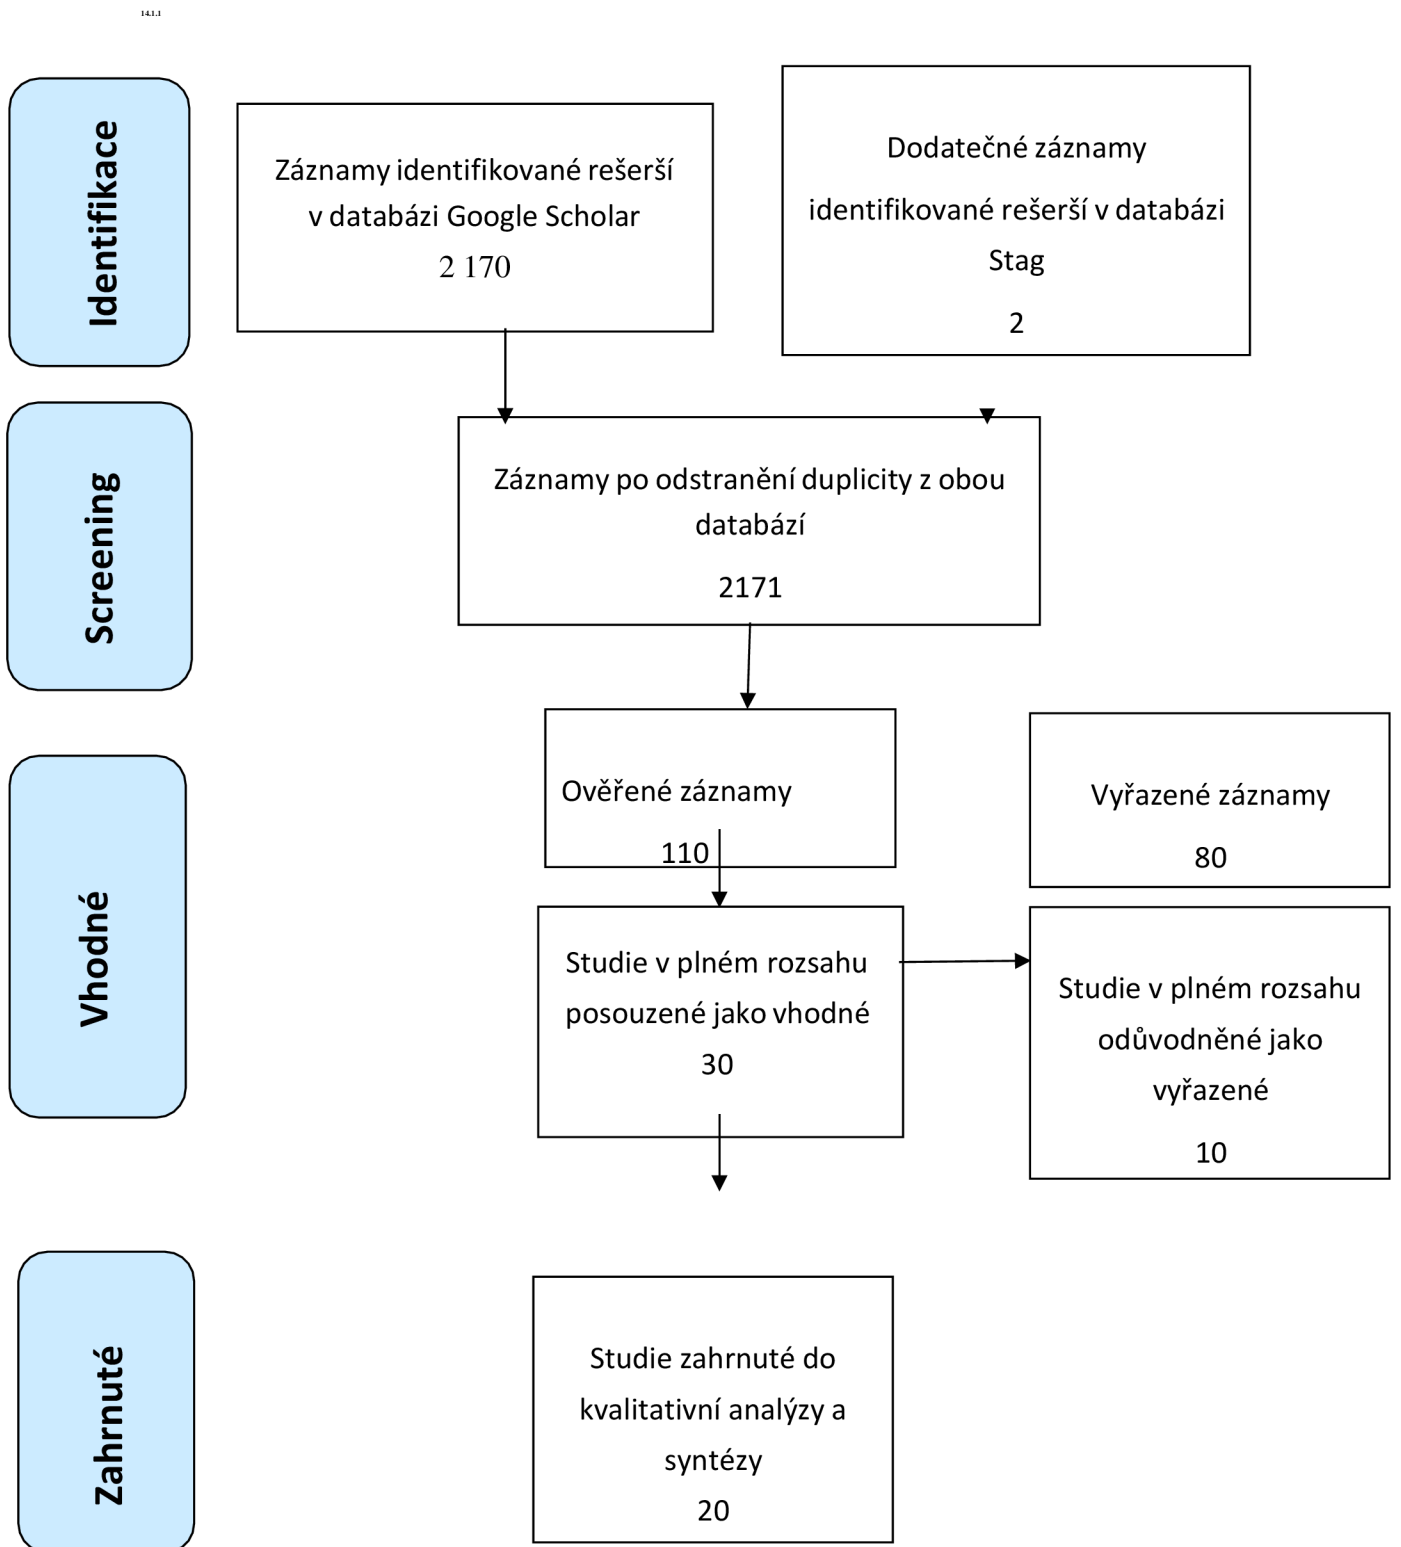 14.1.1
Identifikace
Záznamy identifikované rešerší
v databázi Google Scholar
2 170
Dodatečné záznamy
identifikované rešerší v databázi
Stag
2
Screening
Záznamy po odstranění duplicity z obou
databází
2171
Vhodné
Ověřené záznamy
110
Vyřazené záznamy
80
Studie v plném rozsahu
posouzené jako vhodné
30
Studie v plném rozsahu
odůvodněné jako
vyřazené
10
Zahrnuté
Studie zahrnuté do
kvalitativní analýzy a
syntézy
20